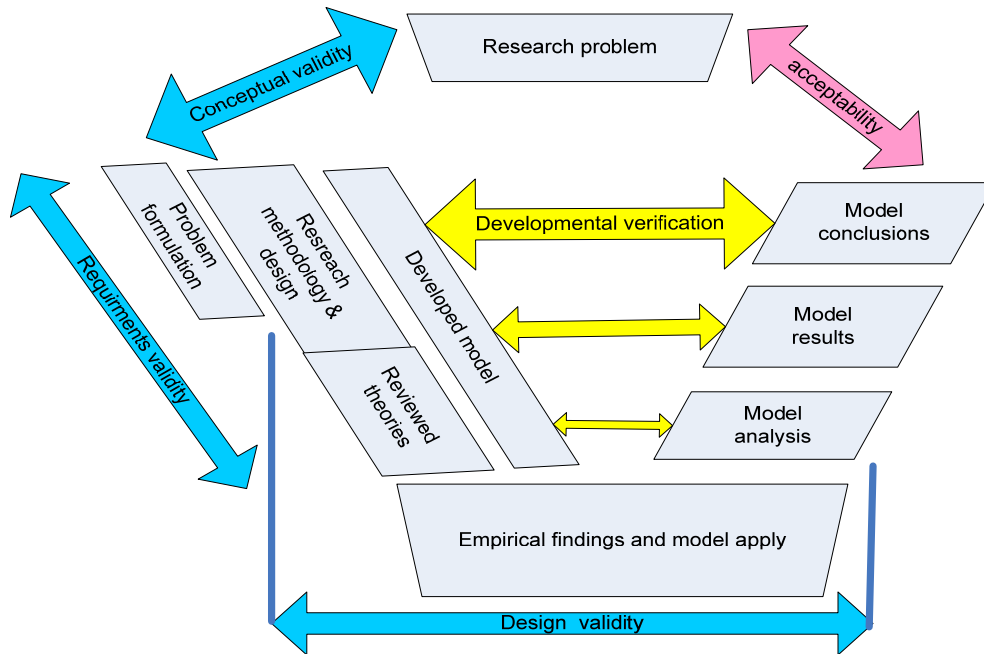 Research problem
Conceptual validity
acceptability
Problem
formulation
Resreach
methodology &
design
Developed model
Reviewed
theories
Requirments validity
Developmental verification
Model
conclusions
Model
results
Model
analysis
Empirical findings and model apply
Design validity